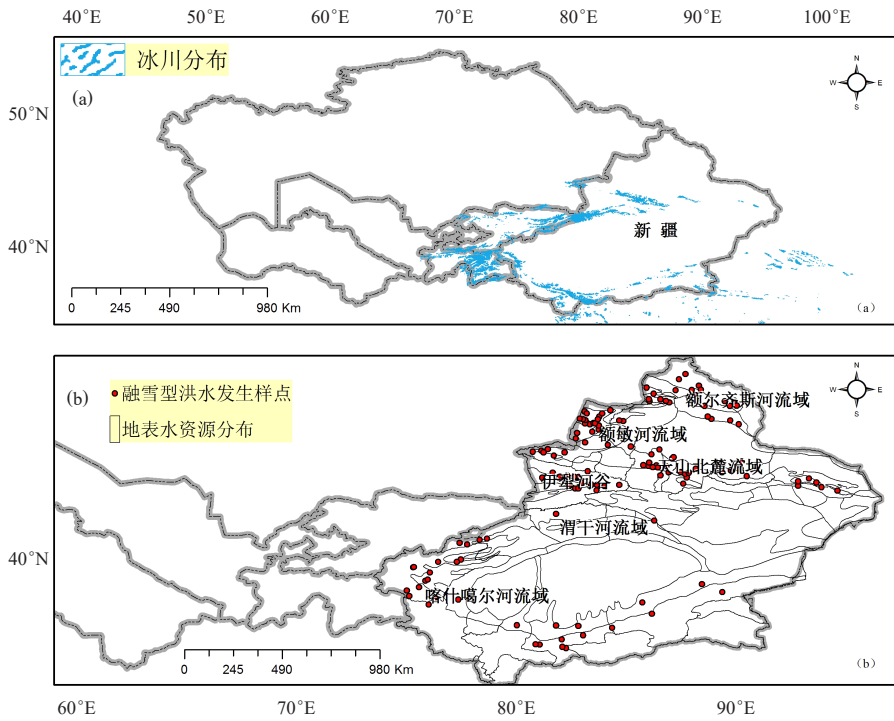 40°E 50°E 60°E 70°E 80°E 90°E 100°E
冰川分布
(a)
N
W E
S
50°N
新 疆
40°N
0 245 490 980 Km
(a)
(b)
融雪型洪水发生样点
地表水资源分布
N
W E
S
额尔齐斯河流域
额敏河流域
天山北麓流域
伊犁河谷
渭干河流域
40°N
喀什噶尔河流域
0 245 490 980 Km
(b)
60°E 70°E 80°E 90°E